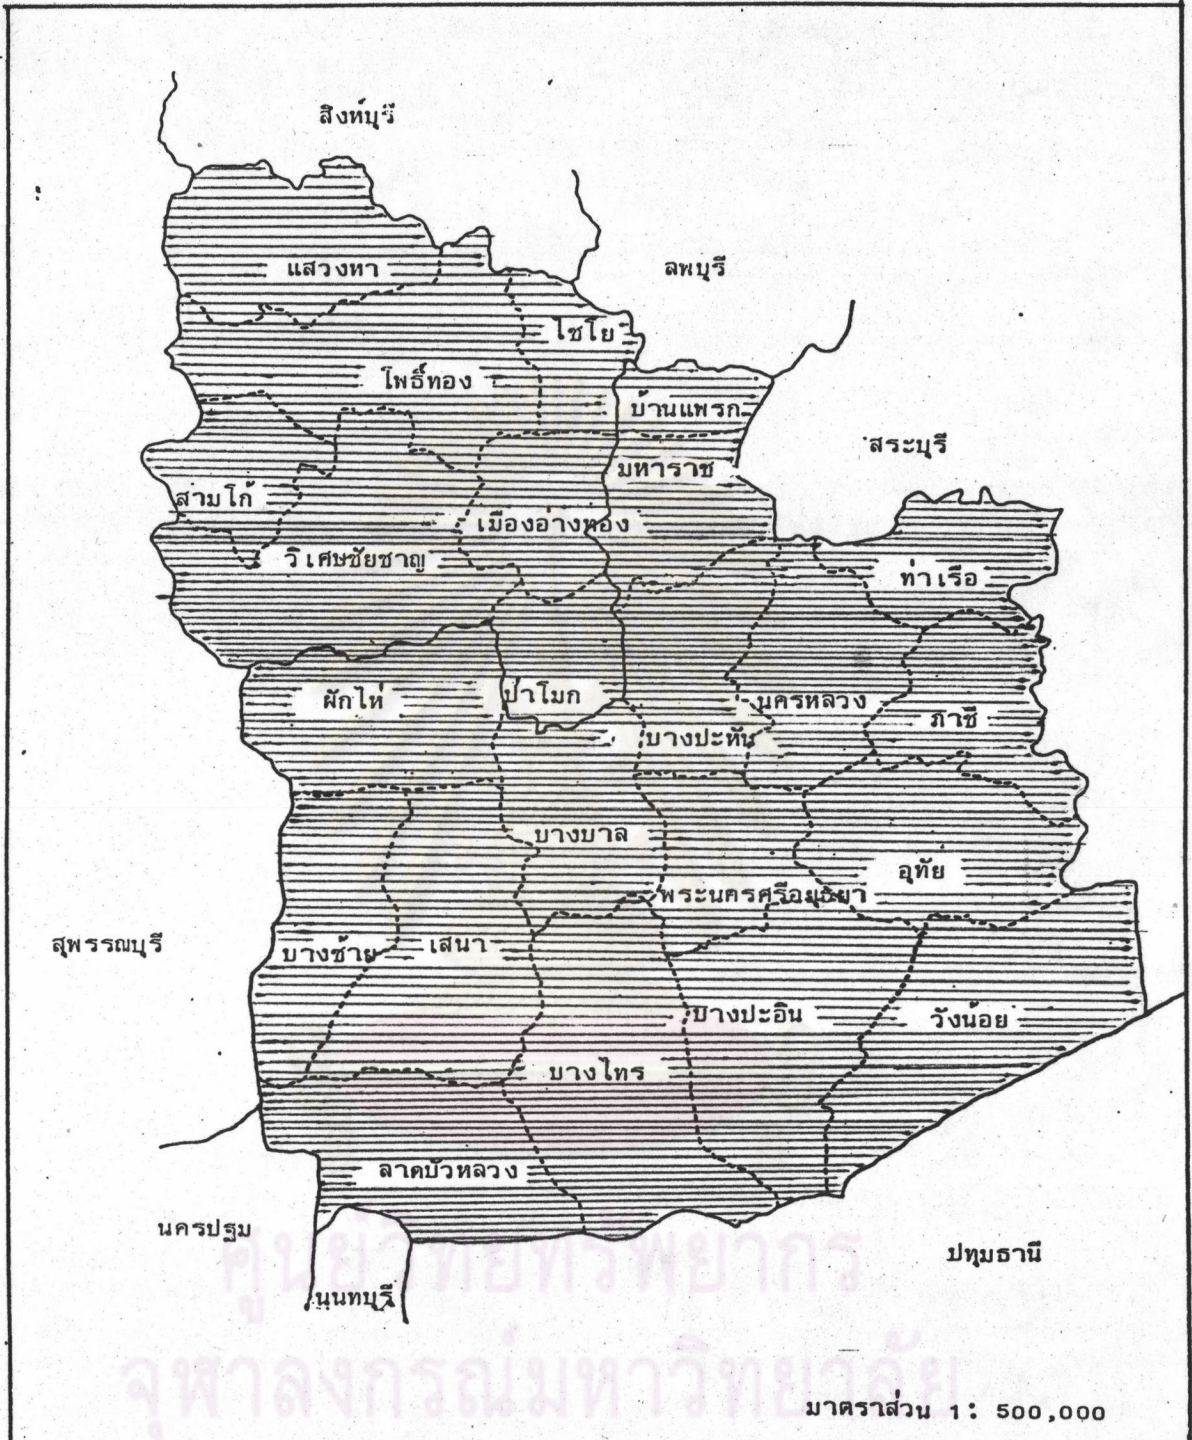 สิงห์บุรี
แสวงหา
ลพบุรี
ไชโย
โพธิ์ทอง
บ้านแพรก
สระบุรี
มหาราช
สามโก้
เมืองอ่างทอง
วิเศษชัยชาญ
ท่าเรือ
ผักไห่
ป่าโมก
นครหลวง
ภาชี
บางปะหัน
บางบาล
อุทัย
พระนครศรีอยุธยา
สุพรรณบุรี
บางซ้าย
เสนา
บางปะอิน
วังน้อย
บางไทร
ลาดบัวหลวง
นครปฐม
ปทุมธานี
นนทบุรี
ศูนย์วิทยทรัพยากร
จุฬาลงกรณ์มหาวิทยาลัย
มาตราส่วน 1: 500,000